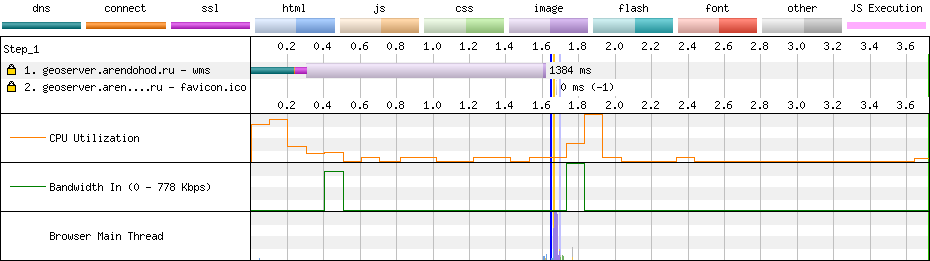 dns connect ssl html js css image flash font other JS Execution
Step_1 0.2 0.4 0.6 0.8 1.0 1.2 1.4 1.6 1.8 2.0 2.2 2.4 2.6 2.8 3.0 3.2 3.4 3.6
1. geoserver.arendohod.ru - wms 1384 ms
2. geoserver.aren....ru - favicon.ico 0 ms (-1)
0.2 0.4 0.6 0.8 1.0 1.2 1.4 1.6 1.8 2.0 2.2 2.4 2.6 2.8 3.0 3.2 3.4 3.6
CPU Utilization
Bandwidth In (0 - 778 Kbps)
Browser Main Thread